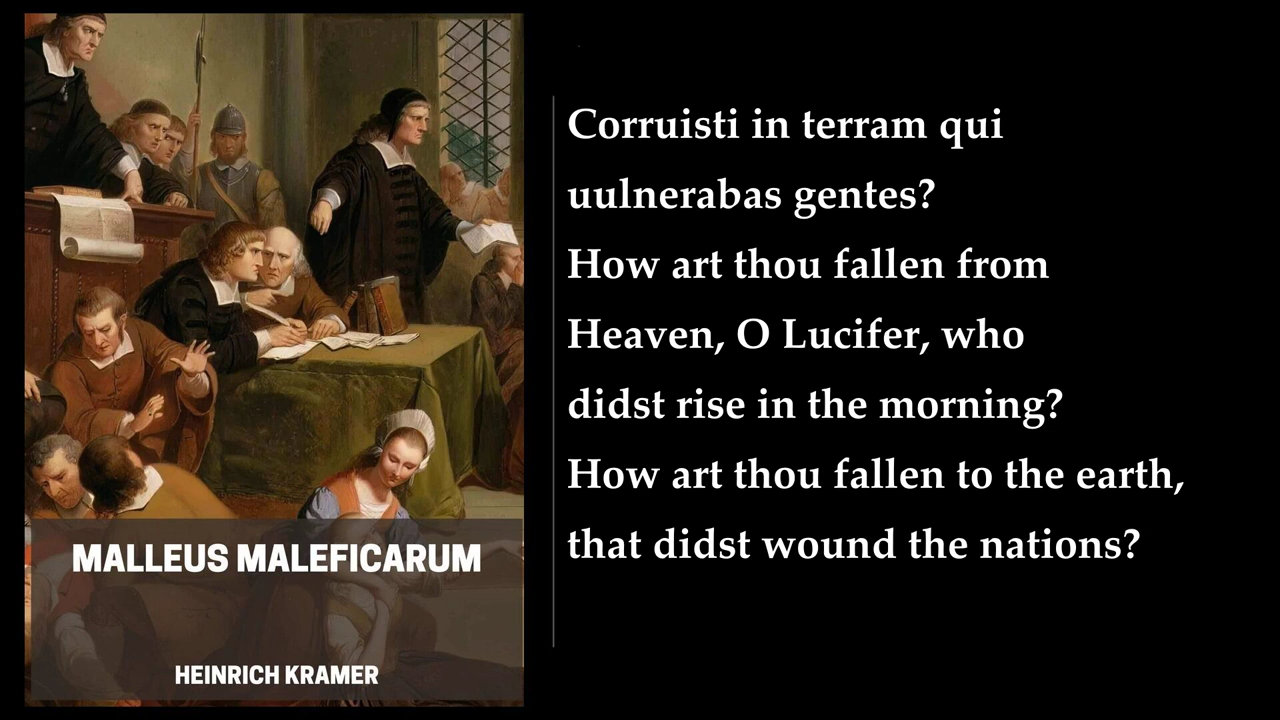 MALLEUS MALEFICARUM
HEINRICH KRAMER
Corruisti in terram qui
uulnerabas gentes?
How art thou fallen from
Heaven, O Lucifer, who
didst rise in the morning?
How art thou fallen to the earth,
that didst wound the nations?